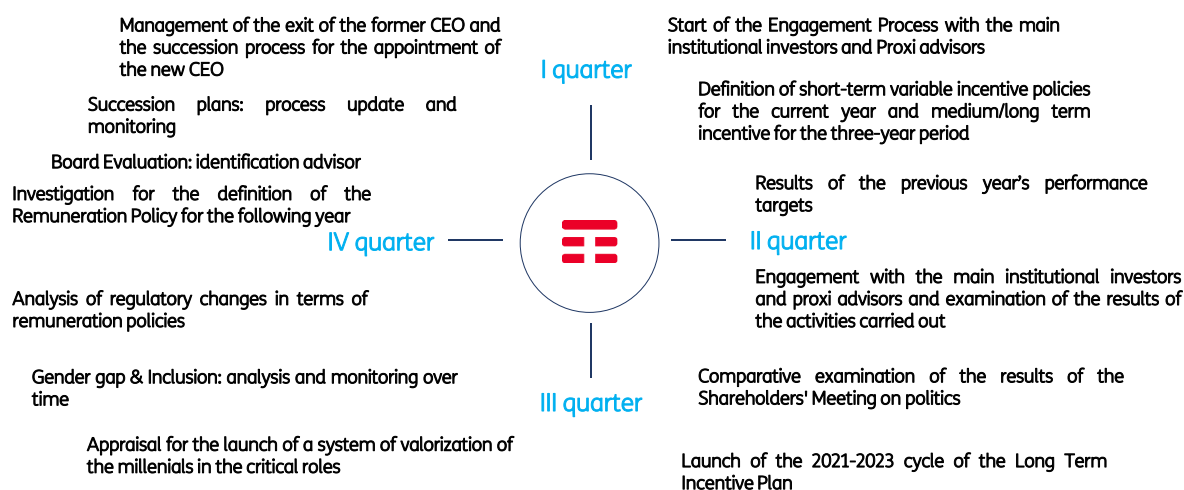 Management of the exit of the former CEO and
the succession process for the appointment of
the new CEO
Succession plans: process update and
monitoring
Board Evaluation: identification advisor
Investigation for the definition of the
Remuneration Policy for the following year
IV quarter
Analysis of regulatory changes in terms of
remuneration policies
Gender gap & Inclusion: analysis and monitoring over
time
Appraisal for the launch of a system of valorization of
the millenials in the critical roles
I quarter
III quarter
Start of the Engagement Process with the main
institutional investors and Proxi advisors
Definition of short-term variable incentive policies
for the current year and medium/long term
incentive for the three-year period
Results of the previous year's performance
targets
II quarter
Engagement with the main institutional investors
and proxi advisors and examination of the results of
the activities carried out
Comparative examination of the results of the
Shareholders' Meeting on politics
Launch of the 2021-2023 cycle of the Long Term
Incentive Plan